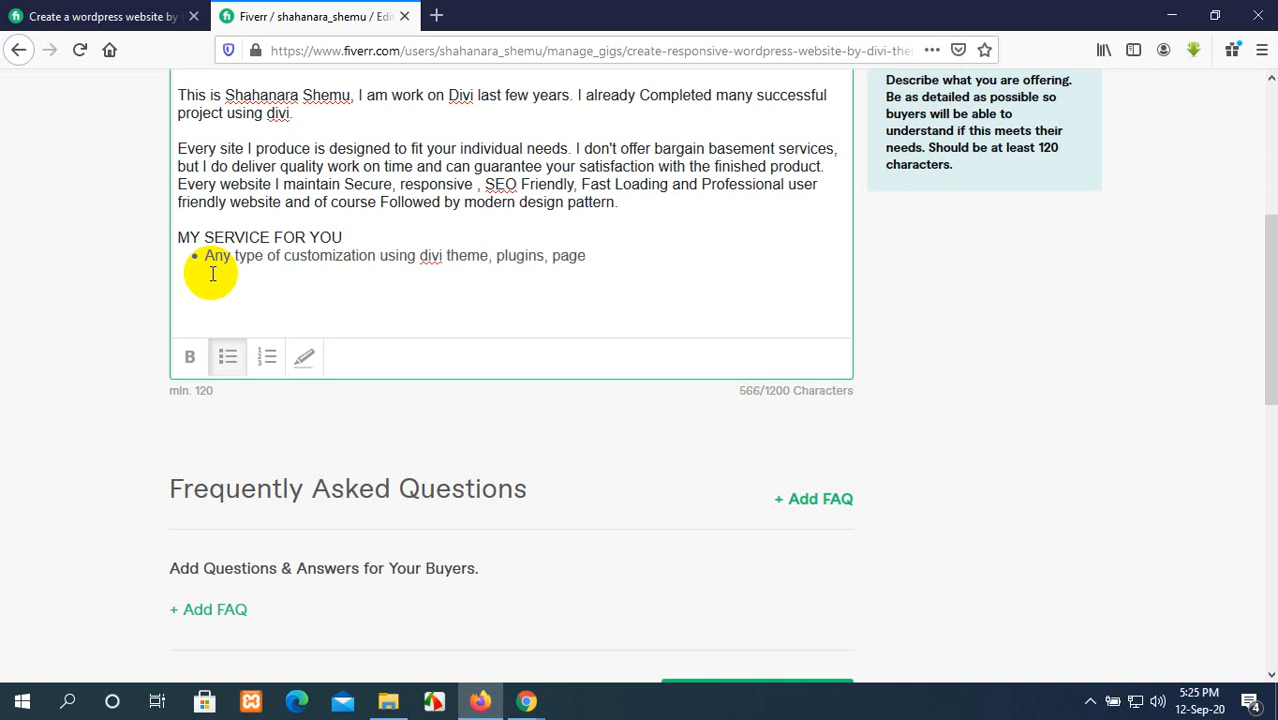 Create a wordpress website by
Fiverr / shahanara_shemu / Edi
https://www.fiverr.com/users/shahanara_shemu/manage_gigs/create-responsive-wordpress-website-by-divi-the
This is Shahanara Shemu, I am work on Divi last few years. I already Completed many successful
project using divi.
Every site I produce is designed to fit your individual needs. I don't offer bargain basement services,
but I do deliver quality work on time and can guarantee your satisfaction with the finished product.
Every website I maintain Secure, responsive , SEO Friendly, Fast Loading and Professional user
friendly website and of course Followed by modern design pattern.
MY SERVICE FOR YOU
• Any type of customization using divi theme, plugins, page
B
min. 120
566/1200 Characters
Describe what you are offering.
Be as detailed as possible so
buyers will be able to
understand if this meets their
needs. Should be at least 120
characters.
Frequently Asked Questions
+ Add FAQ
Add Questions & Answers for Your Buyers.
+ Add FAQ
5:25 PM
12-Sep-20
4